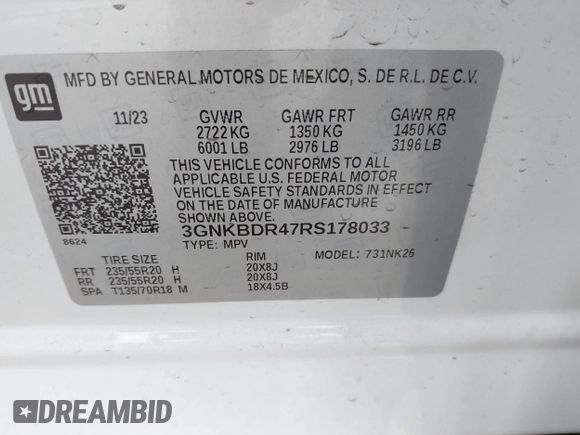 gm
MFD BY GENERAL MOTORS DE MEXICO, S. DE R.L. DE C.V.
11/23 GVWR GAWR FRT GAWR RR
2722 KG 1350 KG 1450 KG
6001 LB 2976 LB 3196 LB
THIS VEHICLE CONFORMS TO ALL
APPLICABLE U.S. FEDERAL MOTOR
VEHICLE SAFETY STANDARDS IN EFFECT
ON THE DATE OF MANUFACTURE
SHOWN ABOVE.
3GNKBDR47RS178033
8624 TYPE: MPV MODEL: 731NK26
TIRE SIZE RIM
FRT 235/55R20 H 20X8J
RR 235/55R20 H 20X8J
SPA T135/70R18 M 18X4.5B
DREAMBID